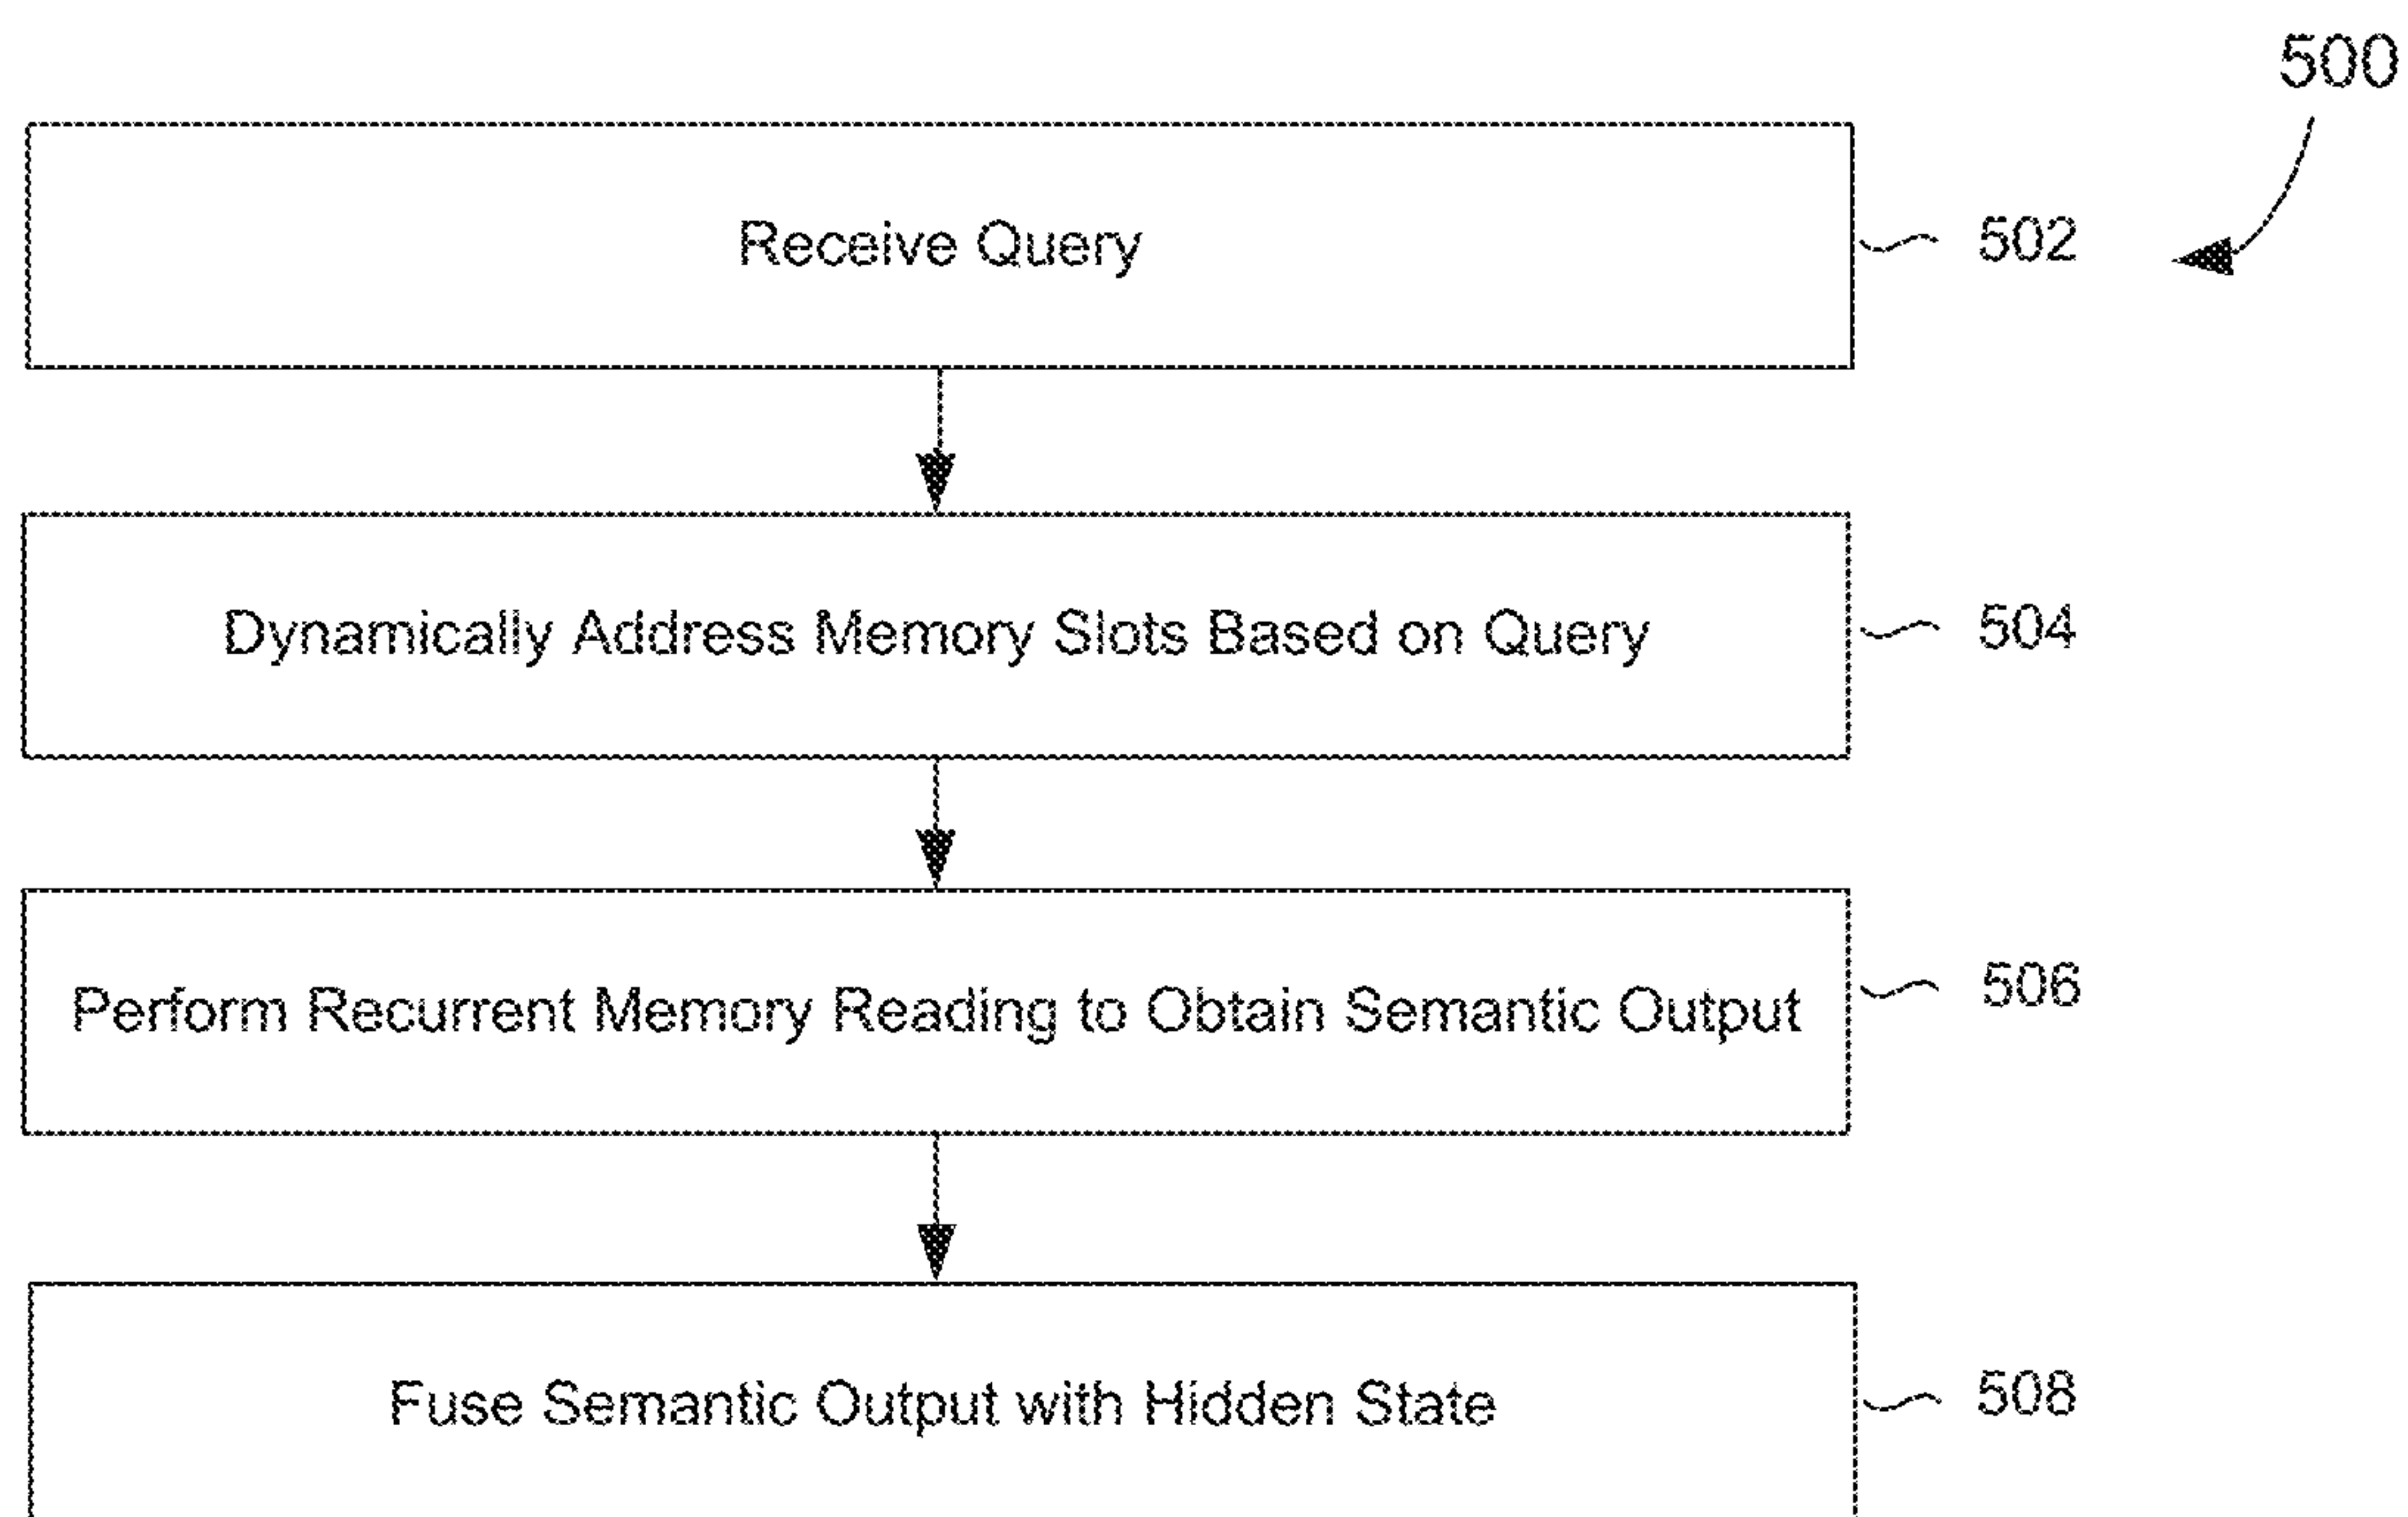 500
Receive Query
502
Dynamically Address Memory Slots Based on Query
504
Perform Recurrent Memory Reading to Obtain Semantic Output
506
Fuse Semantic Output with Hidden State
508